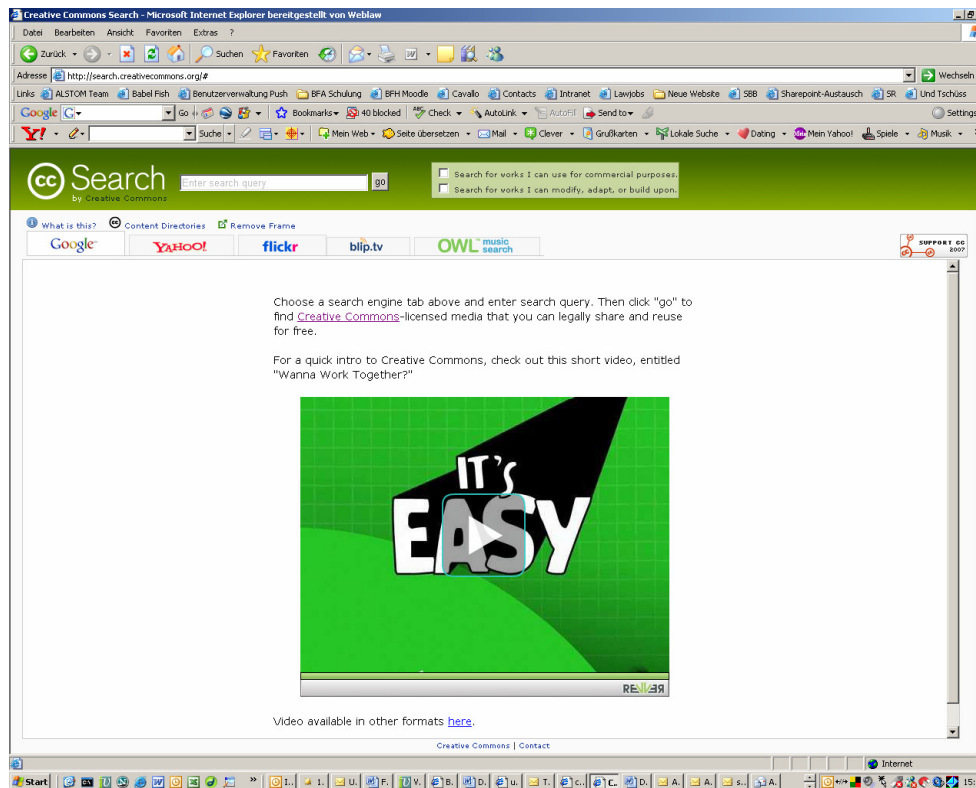 Creative Commons Search - Microsoft Internet Explorer bereitgestellt von Weblaw
Datei Bearbeiten Ansicht Favoriten Extras ?
Zurück Suchen Favoriten
Adresse http://search.creativecommons.org/# Wechseln
Links ALSTOM Team Babel Fish Benutzerverwaltung Push BFA Schulung BFH Moodle Cavallo Contacts Intranet Lawjobs Neue Website SBB Sharepoint-Austausch SR Und Tschüss
Google G Go Bookmarks 40 blocked Check AutoLink AutoFill Send to Settings
Y! Suche Mein Web Seite übersetzen Mail Clever Grußkarten Lokale Suche Dating Mein Yahoo! Spiele Musik
cc Search Enter search query go
by Creative Commons
Search for works I can use for commercial purposes.
Search for works I can modify, adapt, or build upon.
What is this? Content Directories Remove Frame
Google YAHOO! flickr blip.tv OWL music search
SUPPORT CC
2007
Choose a search engine tab above and enter search query. Then click "go" to
find Creative Commons-licensed media that you can legally share and reuse
for free.
For a quick intro to Creative Commons, check out this short video, entitled
"Wanna Work Together?"
IT'S
EASY
REVVER
Video available in other formats here.
Creative Commons | Contact
Internet
Start » I.. 1. U. F. V. B. D. u. T. c.. C. D. A. A. s.. A. 15: